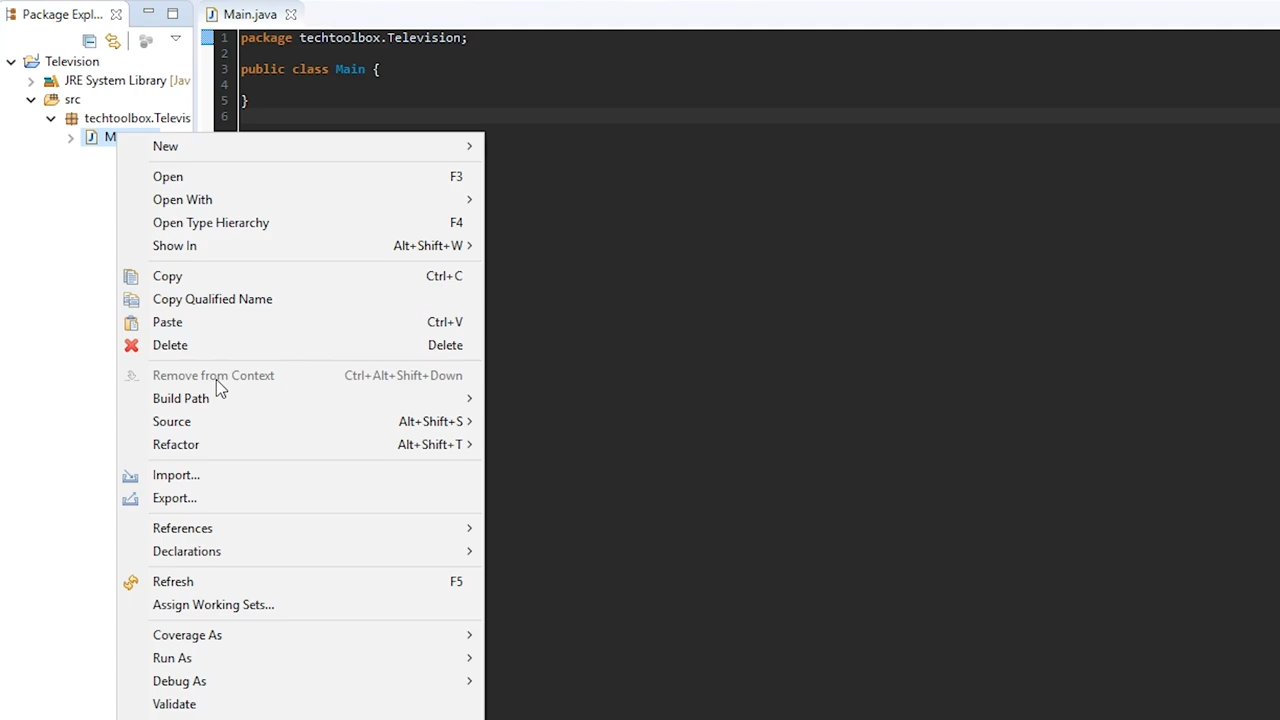 Package Expl...
Main.java
Television
JRE System Library [Jav
src
techtoolbox.Televis
M
1 package techtoolbox.Television;
2
3 public class Main {
4
5 }
6
New
Open F3
Open With
Open Type Hierarchy F4
Show In Alt+Shift+W
Copy Ctrl+C
Copy Qualified Name
Paste Ctrl+V
Delete Delete
Remove from Context Ctrl+Alt+Shift+Down
Build Path
Source Alt+Shift+S
Refactor Alt+Shift+T
Import...
Export...
References
Declarations
Refresh F5
Assign Working Sets...
Coverage As
Run As
Debug As
Validate